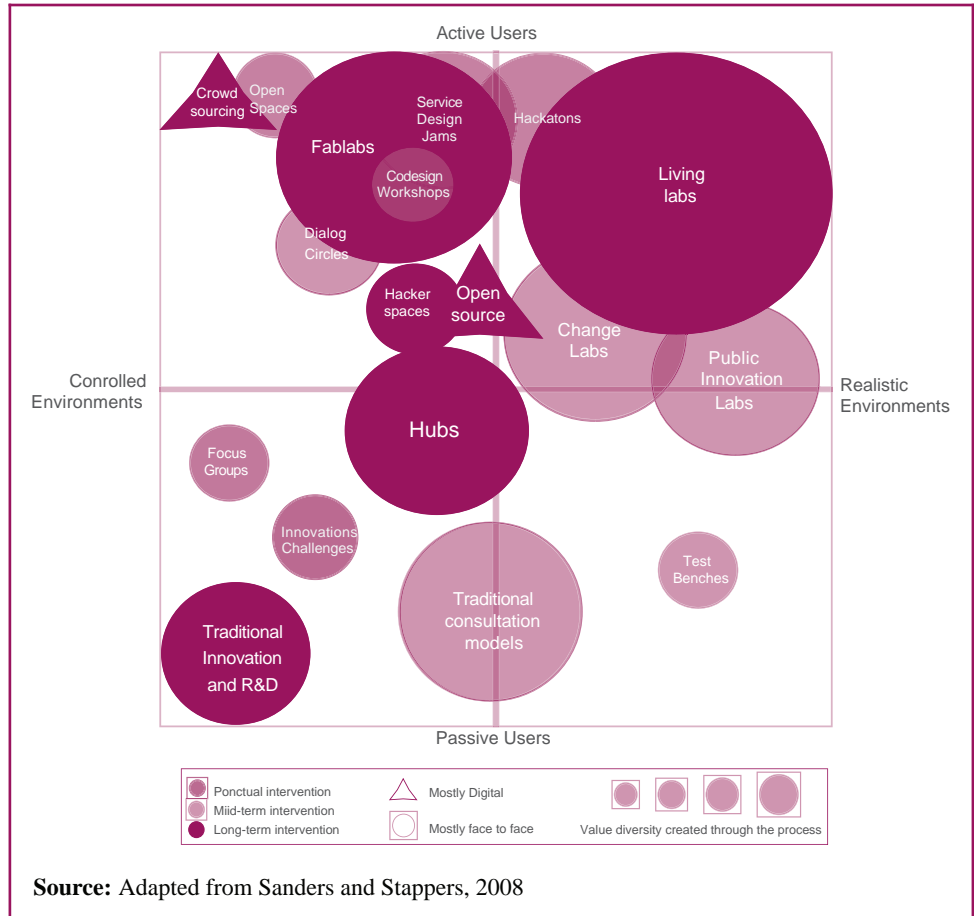 Active Users
Crowd
sourcing
Open
Spaces
Fablabs
Service
Design
Jams
Hackatons
Codesign
Workshops
Living
labs
Dialog
Circles
Hacker
spaces
Open
source
Change
Labs
Public
Innovation
Labs
Conrolled
Environments
Realistic
Environments
Hubs
Focus
Groups
Innovations
Challenges
Test
Benches
Traditional
consultation
models
Traditional
Innovation
and R&D
Passive Users
Ponctual intervention
Miid-term intervention
Long-term intervention
Mostly Digital
Mostly face to face
Value diversity created through the process
Source: Adapted from Sanders and Stappers, 2008